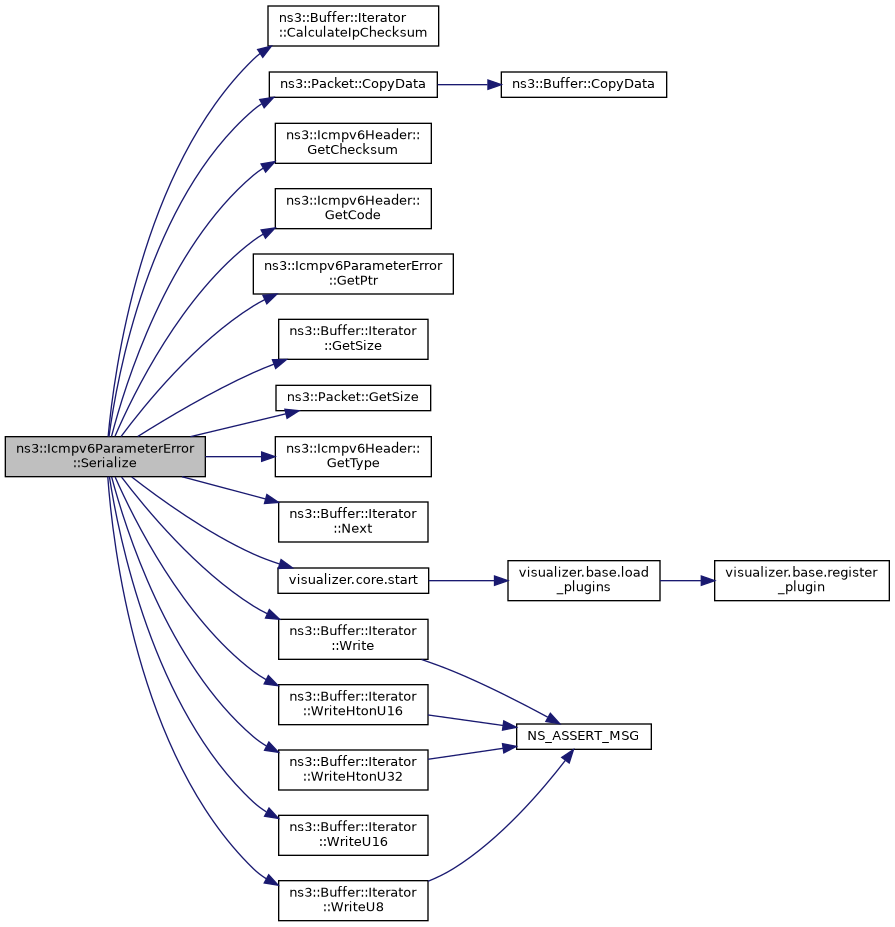 ns3::Buffer::Iterator
::CalculateIpChecksum
ns3::Packet::CopyData
ns3::Buffer::CopyData
ns3::Icmpv6Header::
GetChecksum
ns3::Icmpv6Header::
GetCode
ns3::Icmpv6ParameterError
::GetPtr
ns3::Buffer::Iterator
::GetSize
ns3::Packet::GetSize
ns3::Icmpv6ParameterError
::Serialize
ns3::Icmpv6Header::
GetType
ns3::Buffer::Iterator
::Next
visualizer.core.start
visualizer.base.load
_plugins
visualizer.base.register
_plugin
ns3::Buffer::Iterator
::Write
ns3::Buffer::Iterator
::WriteHtonU16
NS_ASSERT_MSG
ns3::Buffer::Iterator
::WriteHtonU32
ns3::Buffer::Iterator
::WriteU16
ns3::Buffer::Iterator
::WriteU8